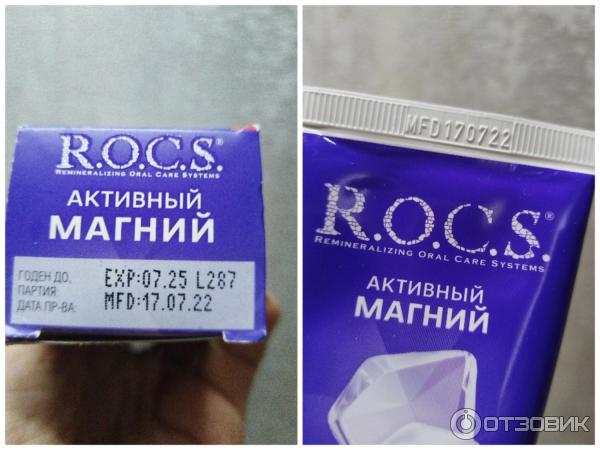 R.O.C.S.®
REMINERALIZING ORAL CARE SYSTEMS
АКТИВНЫЙ
МАГНИЙ
ГОДЕН ДО,
ПАРТИЯ:
ДАТА ПР-ВА:
EXP:07.25 L287
MFD:17.07.22
MFD170722
R.O.C.S.®
REMINERALIZING ORAL CARE SYSTEMS
АКТИВНЫЙ
МАГНИЙ
ОТЗОВИК